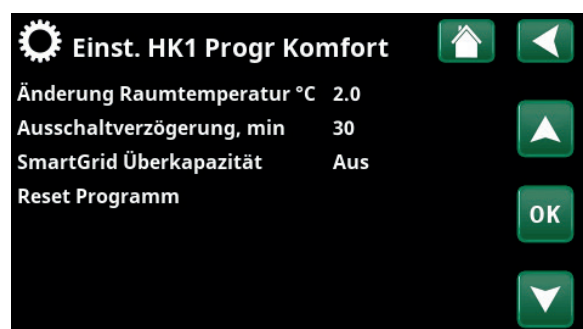 Einst. HK1 Progr Komfort
Änderung Raumtemperatur °C 2.0
Ausschaltverzögerung, min 30
SmartGrid Überkapazität Aus
Reset Programm
OK